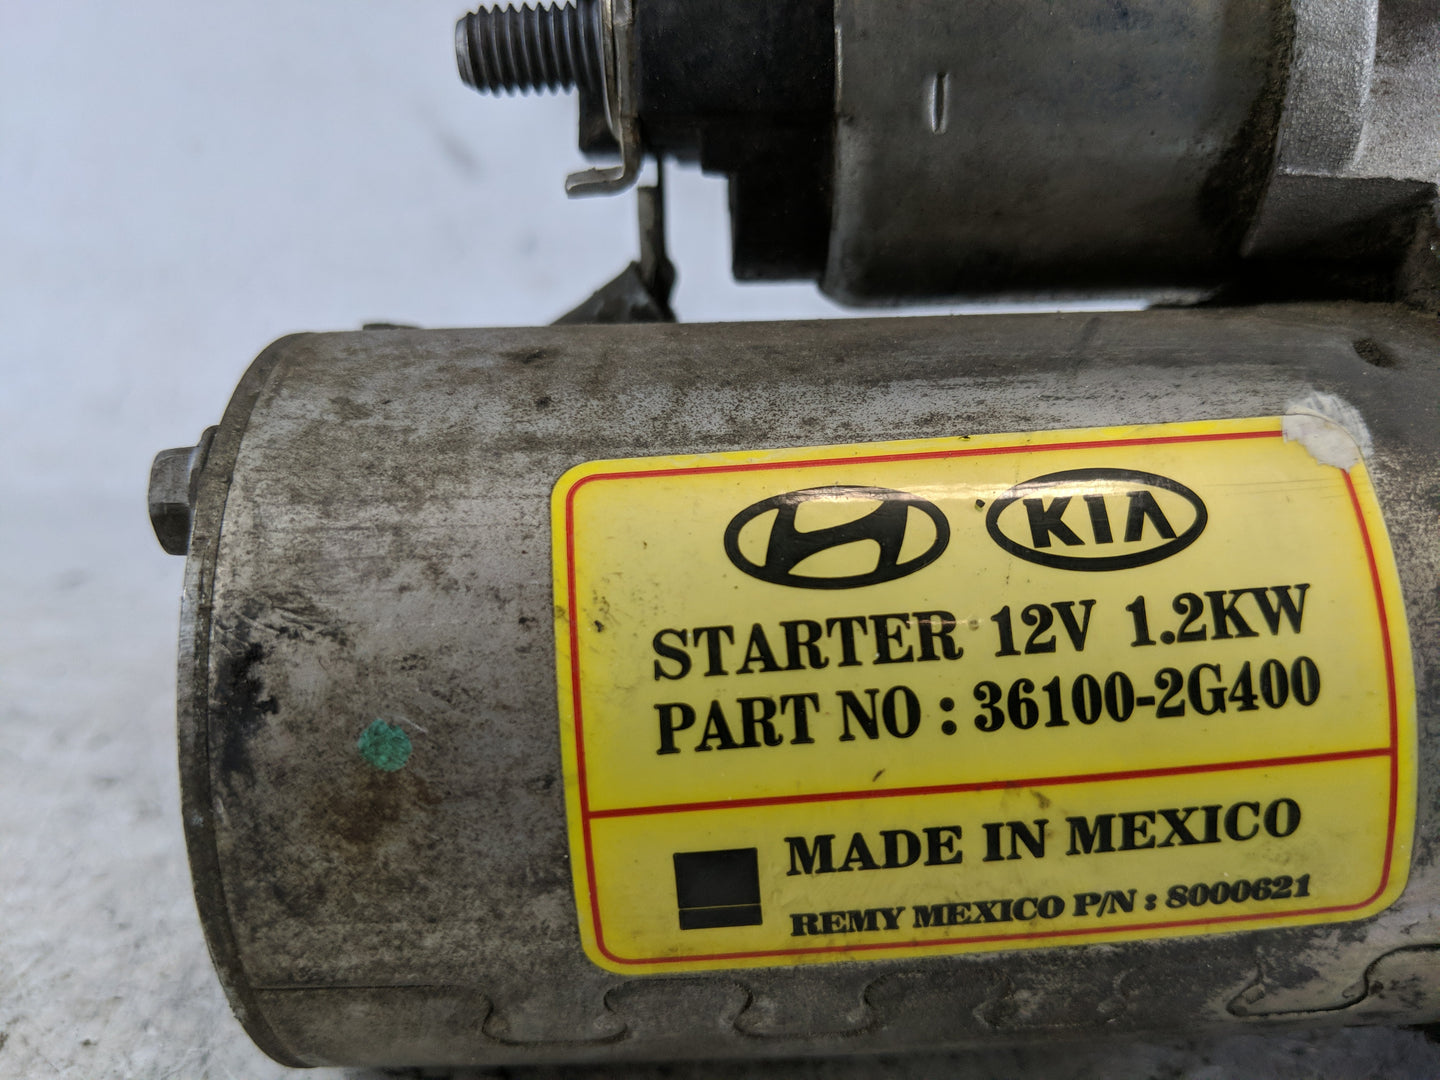 KIA
STARTER 12V 1.2KW
PART NO : 36100-2G400
MADE IN MEXICO
REMY MEXICO P/N : 8000621